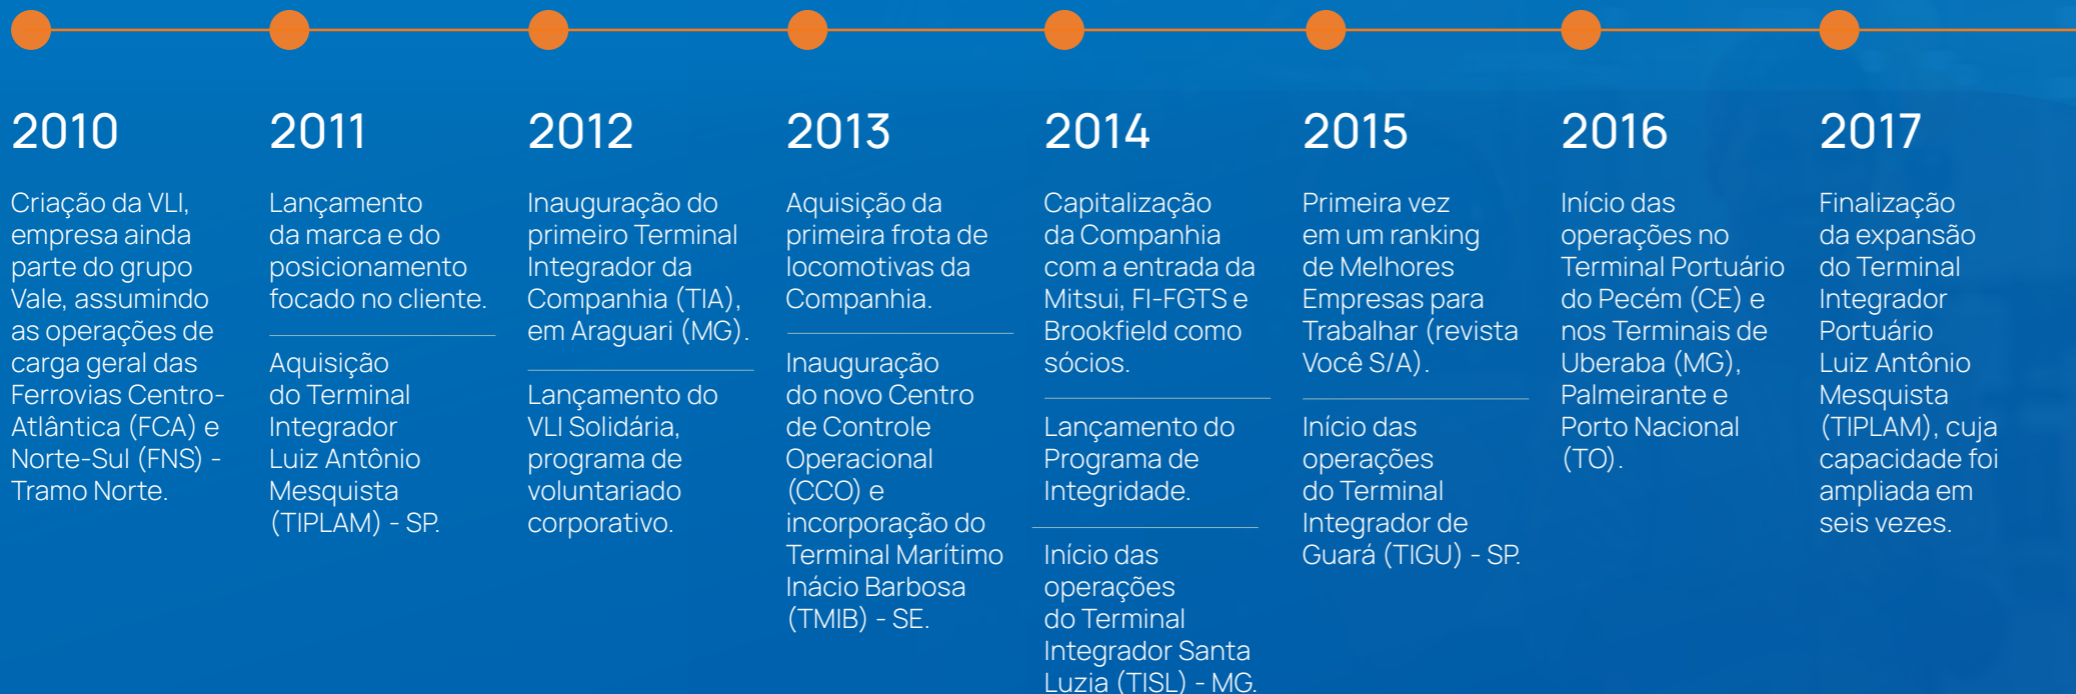 2010
Criação da VLI,
empresa ainda
parte do grupo
Vale, assumindo
as operações de
carga geral das
Ferrovias Centro-
Atlântica (FCA) e
Norte-Sul (FNS) -
Tramo Norte.
2011
Lançamento
da marca e do
posicionamento
focado no cliente.
Aquisição
do Terminal
Integrador
Luiz Antônio
Mesquista
(TIPLAM) - SP.
2012
Inauguração do
primeiro Terminal
Integrador da
Companhia (TIA),
em Araguari (MG).
Lançamento do
VLI Solidária,
programa de
voluntariado
corporativo.
2013
Aquisição da
primeira frota de
locomotivas da
Companhia.
Inauguração
do novo Centro
de Controle
Operacional
(CCO) e
incorporação do
Terminal Marítimo
Inácio Barbosa
(TMIB) - SE.
2014
Capitalização
da Companhia
com a entrada da
Mitsui, FI-FGTS e
Brookfield como
sócios.
Lançamento do
Programa de
Integridade.
Início das
operações
do Terminal
Integrador Santa
Luzia (TISL) - MG.
2015
Primeira vez
em um ranking
de Melhores
Empresas para
Trabalhar (revista
Você S/A).
Início das
operações
do Terminal
Integrador de
Guará (TIGU) - SP.
2016
Início das
operações no
Terminal Portuário
do Pecém (CE) e
nos Terminais de
Uberaba (MG),
Palmeirante e
Porto Nacional
(TO).
2017
Finalização
da expansão
do Terminal
Integrador
Portuário
Luiz Antônio
Mesquista
(TIPLAM), cuja
capacidade foi
ampliada em
seis vezes.